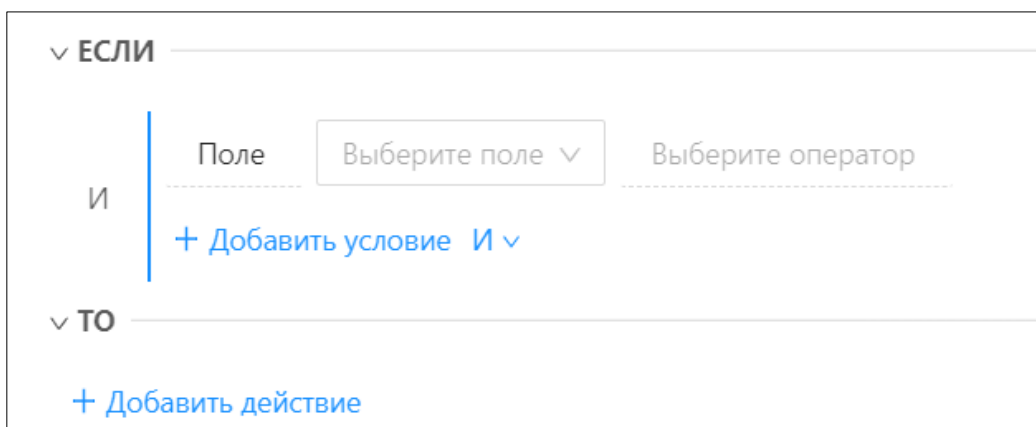 ЕСЛИ
Поле Выберите поле Выберите оператор
И
+ Добавить условие И
ТО
+ Добавить действие